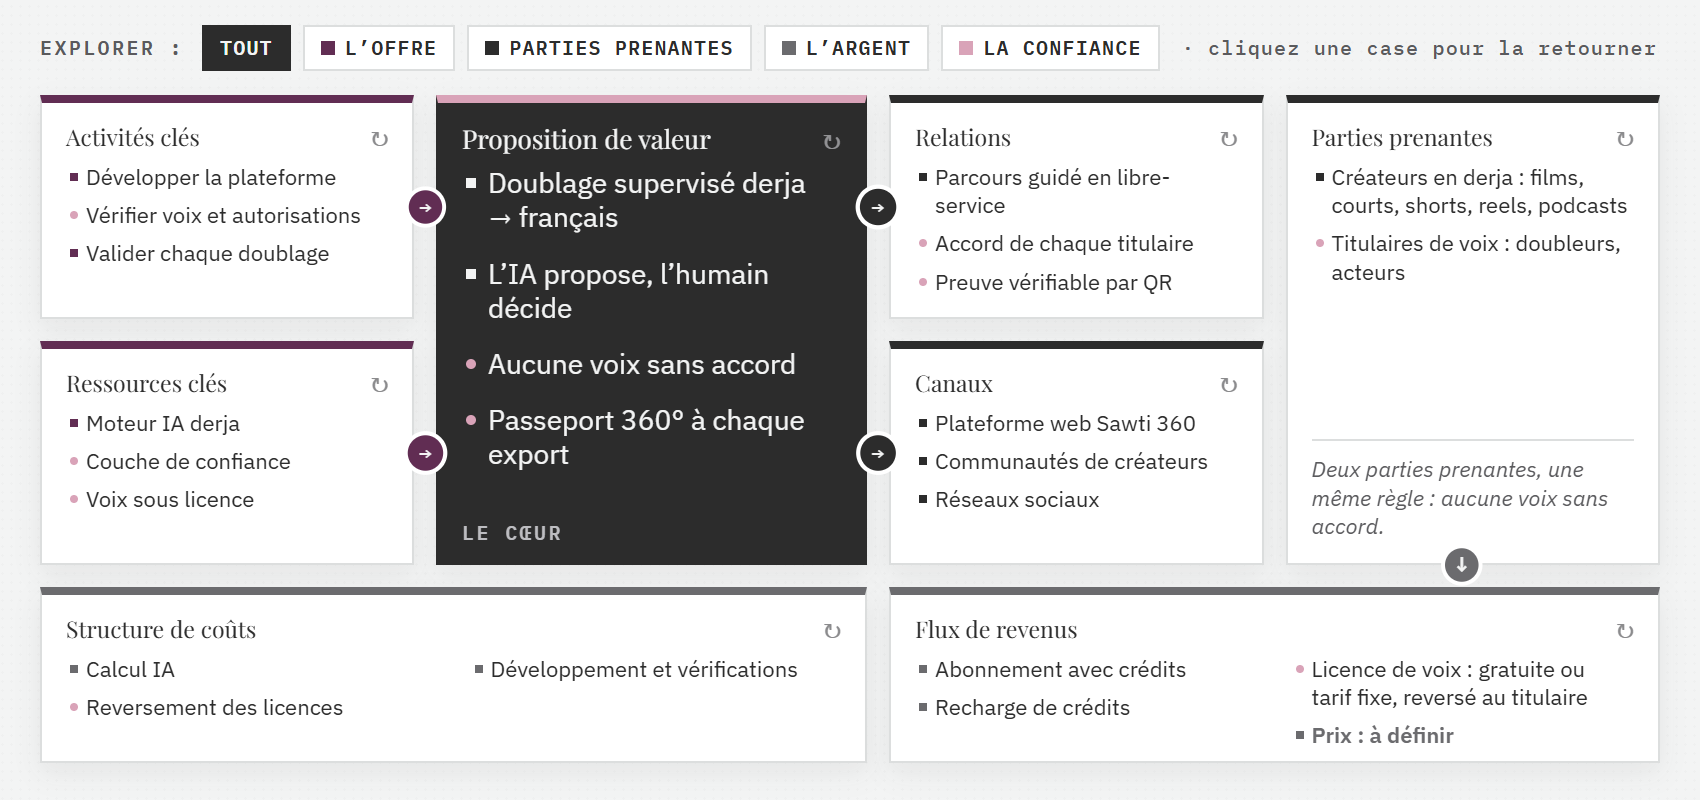 EXPLORER :
TOUT
L’OFFRE
PARTIES PRENANTES
L’ARGENT
LA CONFIANCE
· cliquez une case pour la retourner
Activités clés
Développer la plateforme
Vérifier voix et autorisations
Valider chaque doublage
Proposition de valeur
Doublage supervisé derja
→ français
L’IA propose, l’humain
décide
Aucune voix sans accord
Passeport 360° à chaque
export
LE CŒUR
Relations
Parcours guidé en libre-
service
Accord de chaque titulaire
Preuve vérifiable par QR
Parties prenantes
Créateurs en derja : films,
courts, shorts, reels, podcasts
Titulaires de voix : doubleurs,
acteurs
Deux parties prenantes, une
même règle : aucune voix sans
accord.
Ressources clés
Moteur IA derja
Couche de confiance
Voix sous licence
Canaux
Plateforme web Sawti 360
Communautés de créateurs
Réseaux sociaux
Structure de coûts
Calcul IA
Reversement des licences
Développement et vérifications
Flux de revenus
Abonnement avec crédits
Recharge de crédits
Licence de voix : gratuite ou
tarif fixe, reversé au titulaire
Prix : à définir